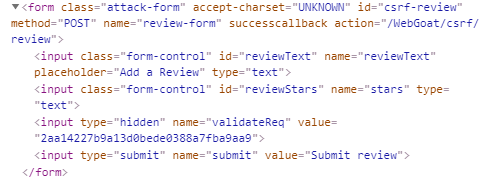 ▼<form class="attack-form" accept-charset="UNKNOWN" id="csrf-review"
method="POST" name="review-form" successcallback action="/WebGoat/csrf/
review">
<input class="form-control" id="reviewText" name="reviewText"
placeholder="Add a Review" type="text">
<input class="form-control" id="reviewStars" name="stars" type=
"text">
<input type="hidden" name="validateReq" value=
"2aa14227b9a13d0bede0388a7fba9aa9">
<input type="submit" name="submit" value="Submit review">
</form>